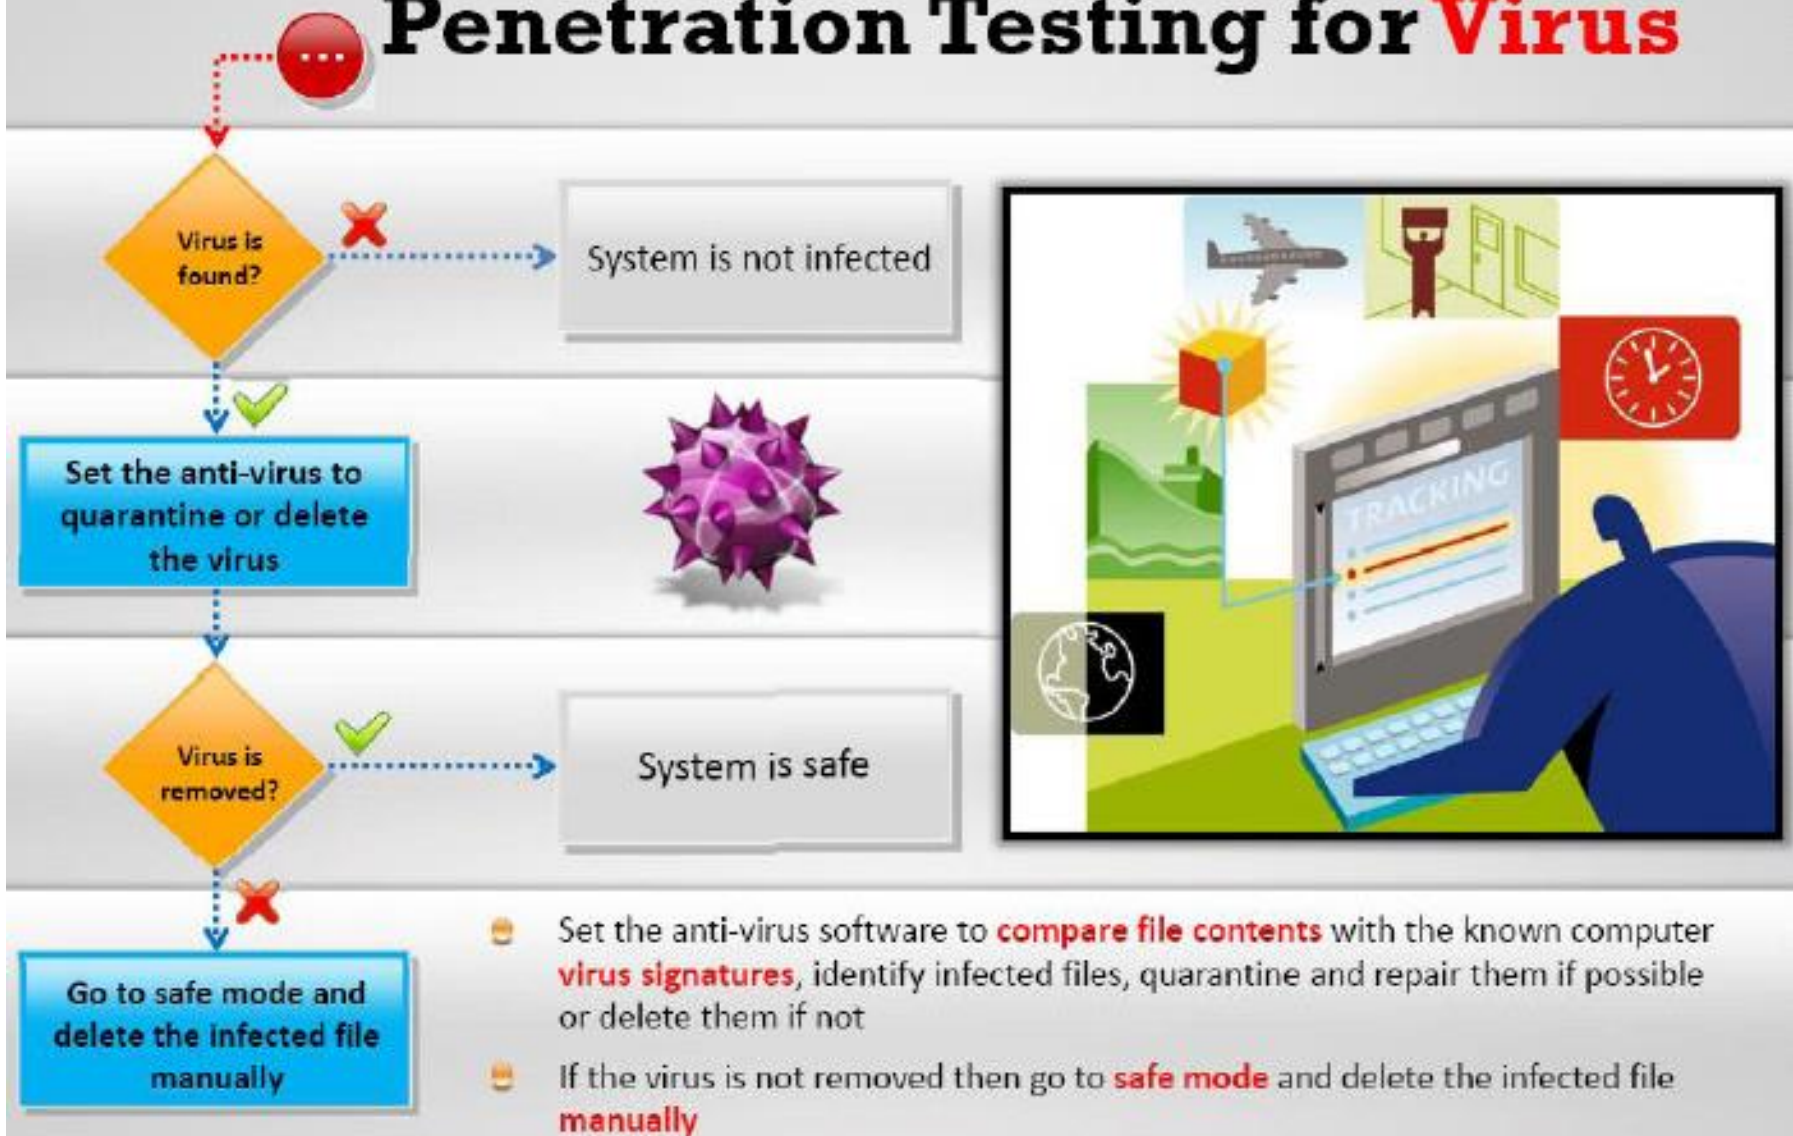 Penetration Testing for Virus
Virus is
found?
System is not infected
Set the anti-virus to
quarantine or delete
the virus
TRACKING
Virus is
removed?
System is safe
Go to safe mode and
delete the infected file
manually
Set the anti-virus software to compare file contents with the known computer
virus signatures, identify infected files, quarantine and repair them if possible
or delete them if not
If the virus is not removed then go to safe mode and delete the infected file
manually